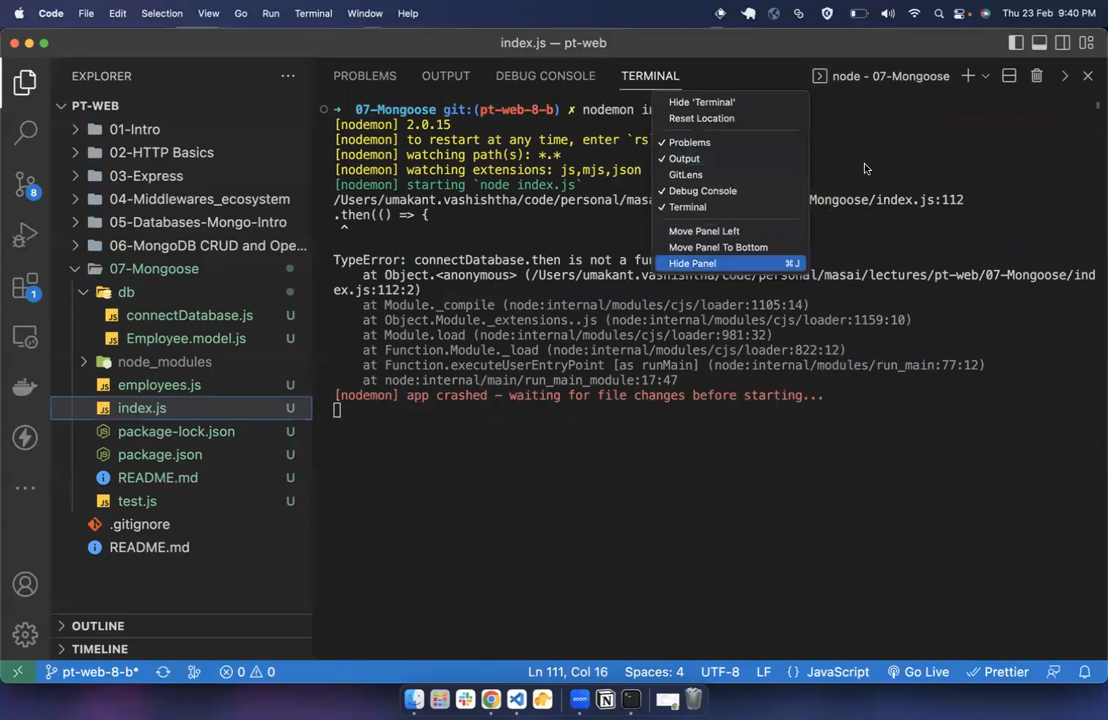 Code File Edit Selection View Go Run Terminal Window Help Thu 23 Feb 9:40 PM
index.js — pt-web
EXPLORER
PT-WEB
01-Intro
02-HTTP Basics
03-Express
04-Middlewares_ecosystem
05-Databases-Mongo-Intro
06-MongoDB CRUD and Ope...
07-Mongoose
db
connectDatabase.js U
Employee.model.js U
node_modules
employees.js U
index.js U
package-lock.json U
package.json U
README.md U
test.js U
.gitignore
README.md
OUTLINE
TIMELINE
8
1
PROBLEMS OUTPUT DEBUG CONSOLE TERMINAL node - 07-Mongoose
➜ 07-Mongoose git:(pt-web-8-b) ✗ nodemon in
[nodemon] 2.0.15
[nodemon] to restart at any time, enter `rs
[nodemon] watching path(s): *.*
[nodemon] watching extensions: js,mjs,json
[nodemon] starting `node index.js`
/Users/umakant.vashishtha/code/personal/masa Mongoose/index.js:112
.then(() => {
^
TypeError: connectDatabase.then is not a fu
at Object.<anonymous> (/Users/umakant.vashishtha/code/personal/masai/lectures/pt-web/07-Mongoose/ind
ex.js:112:2)
at Module._compile (node:internal/modules/cjs/loader:1105:14)
at Object.Module._extensions..js (node:internal/modules/cjs/loader:1159:10)
at Module.load (node:internal/modules/cjs/loader:981:32)
at Function.Module._load (node:internal/modules/cjs/loader:822:12)
at Function.executeUserEntryPoint [as runMain] (node:internal/modules/run_main:77:12)
at node:internal/main/run_main_module:17:47
[nodemon] app crashed - waiting for file changes before starting...
Hide 'Terminal'
Reset Location
✓ Problems
✓ Output
GitLens
✓ Debug Console
✓ Terminal
Move Panel Left
Move Panel To Bottom
Hide Panel ⌘J
pt-web-8-b* 0 0 Ln 111, Col 16 Spaces: 4 UTF-8 LF {} JavaScript Go Live Prettier